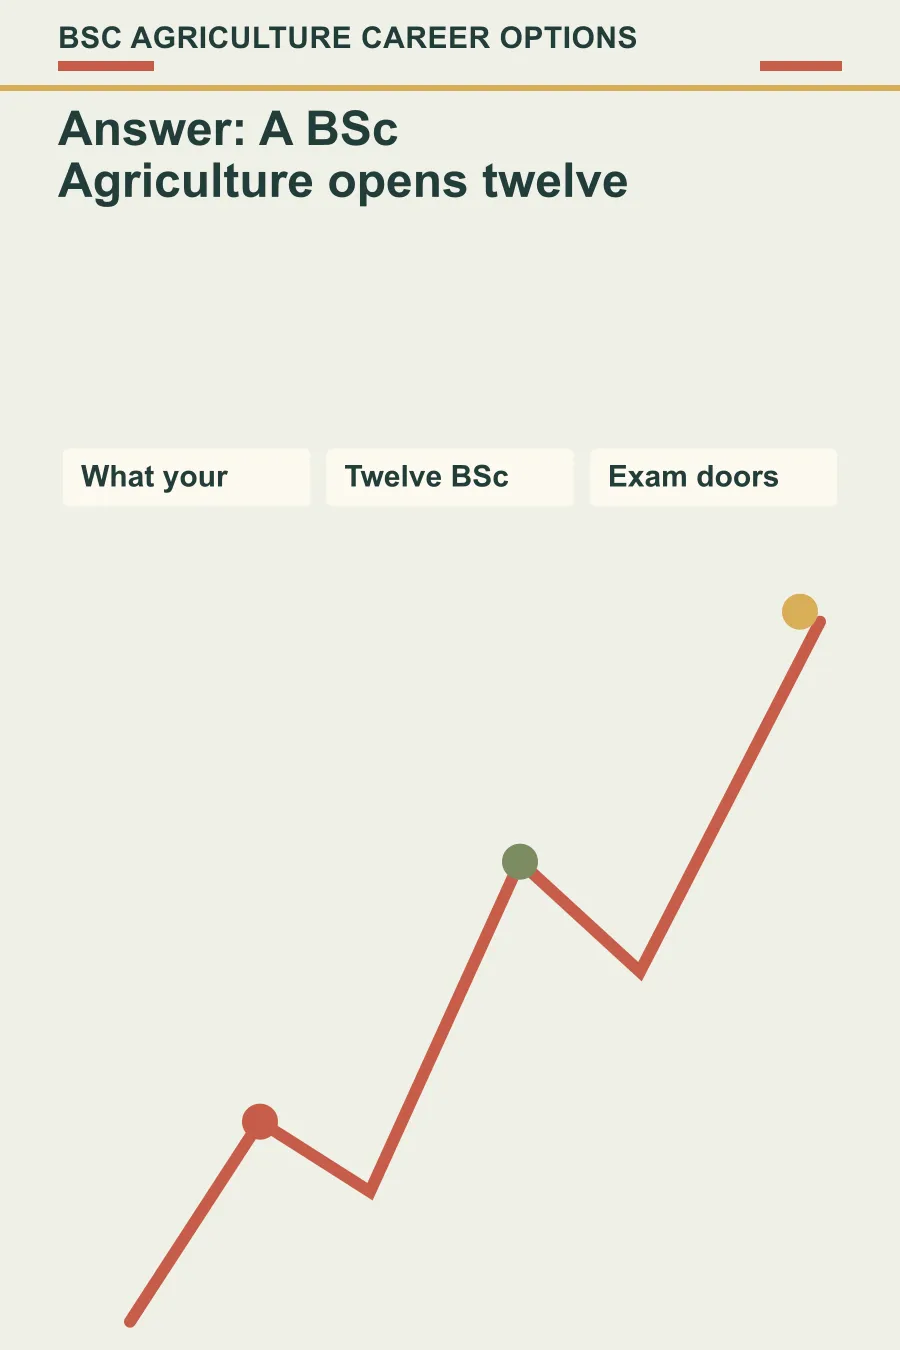 BSC AGRICULTURE CAREER OPTIONS
Answer: A BSc
Agriculture opens twelve
What your
Twelve BSc
Exam doors